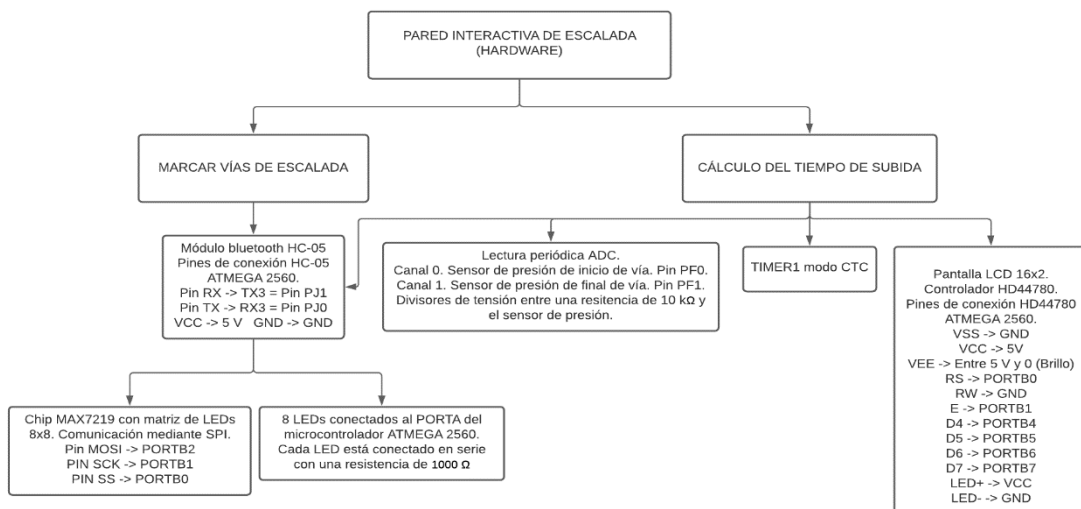 PARED INTERACTIVA DE ESCALADA
(HARDWARE)
MARCAR VÍAS DE ESCALADA
CÁLCULO DEL TIEMPO DE SUBIDA
Módulo bluetooth HC-05
Pines de conexión HC-05
ATMEGA 2560.
Pin RX -> TX3 = Pin PJ1
Pin TX -> RX3 = Pin PJ0
VCC -> 5 V GND -> GND
Lectura periódica ADC.
Canal 0. Sensor de presión de inicio de vía. Pin PF0.
Canal 1. Sensor de presión de final de vía. Pin PF1.
Divisores de tensión entre una resitencia de 10 kΩ y
el sensor de presión.
TIMER1 modo CTC
Pantalla LCD 16x2.
Controlador HD44780.
Pines de conexión HD44780
ATMEGA 2560.
VSS -> GND
VCC -> 5V
VEE -> Entre 5 V y 0 (Brillo)
RS -> PORTB0
RW -> GND
E -> PORTB1
D4 -> PORTB4
D5 -> PORTB5
D6 -> PORTB6
D7 -> PORTB7
LED+ -> VCC
LED- -> GND
Chip MAX7219 con matriz de LEDs
8x8. Comunicación mediante SPI.
Pin MOSI -> PORTB2
PIN SCK -> PORTB1
PIN SS -> PORTB0
8 LEDs conectados al PORTA del
microcontrolador ATMEGA 2560.
Cada LED está conectado en serie
con una resistencia de 1000 Ω